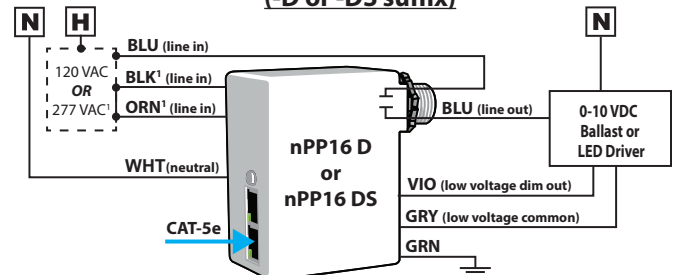 (-D or -DS suffix)
N H N
BLU (line in)
120 VAC
OR
277 VAC¹
BLK¹ (line in)
ORN¹ (line in)
BLU (line out)
0-10 VDC
Ballast or
LED Driver
nPP16 D
or
nPP16 DS
WHT(neutral)
VIO (low voltage dim out)
GRY (low voltage common)
CAT-5e
GRN